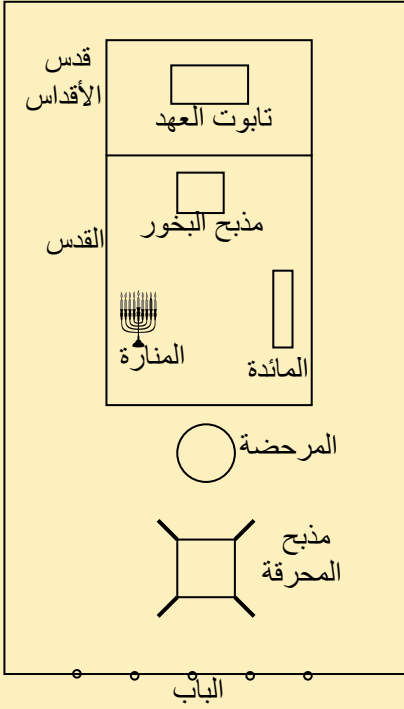 قدس
الأقداس
تابوت العهد
مذبح البخور
القدس
المنارة
المائدة
المرحضة
مذبح
المحرقة
الباب